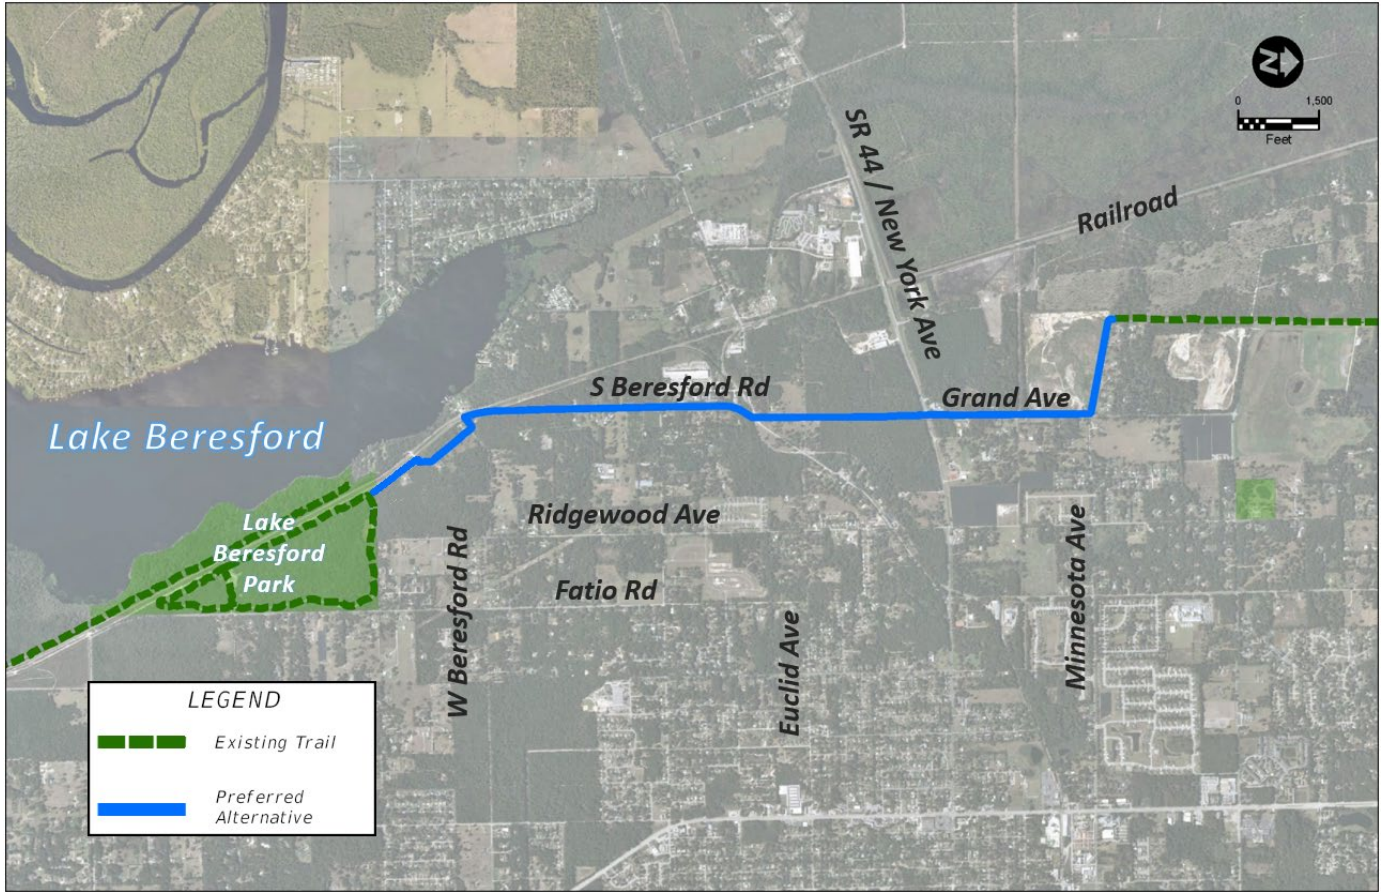 N
0 1,500
Feet
SR 44 / New York Ave
Railroad
S Beresford Rd
Grand Ave
Lake Beresford
Ridgewood Ave
Lake
Beresford
Park
W Beresford Rd
Fatio Rd
Minnesota Ave
Euclid Ave
LEGEND
Existing Trail
Preferred
Alternative